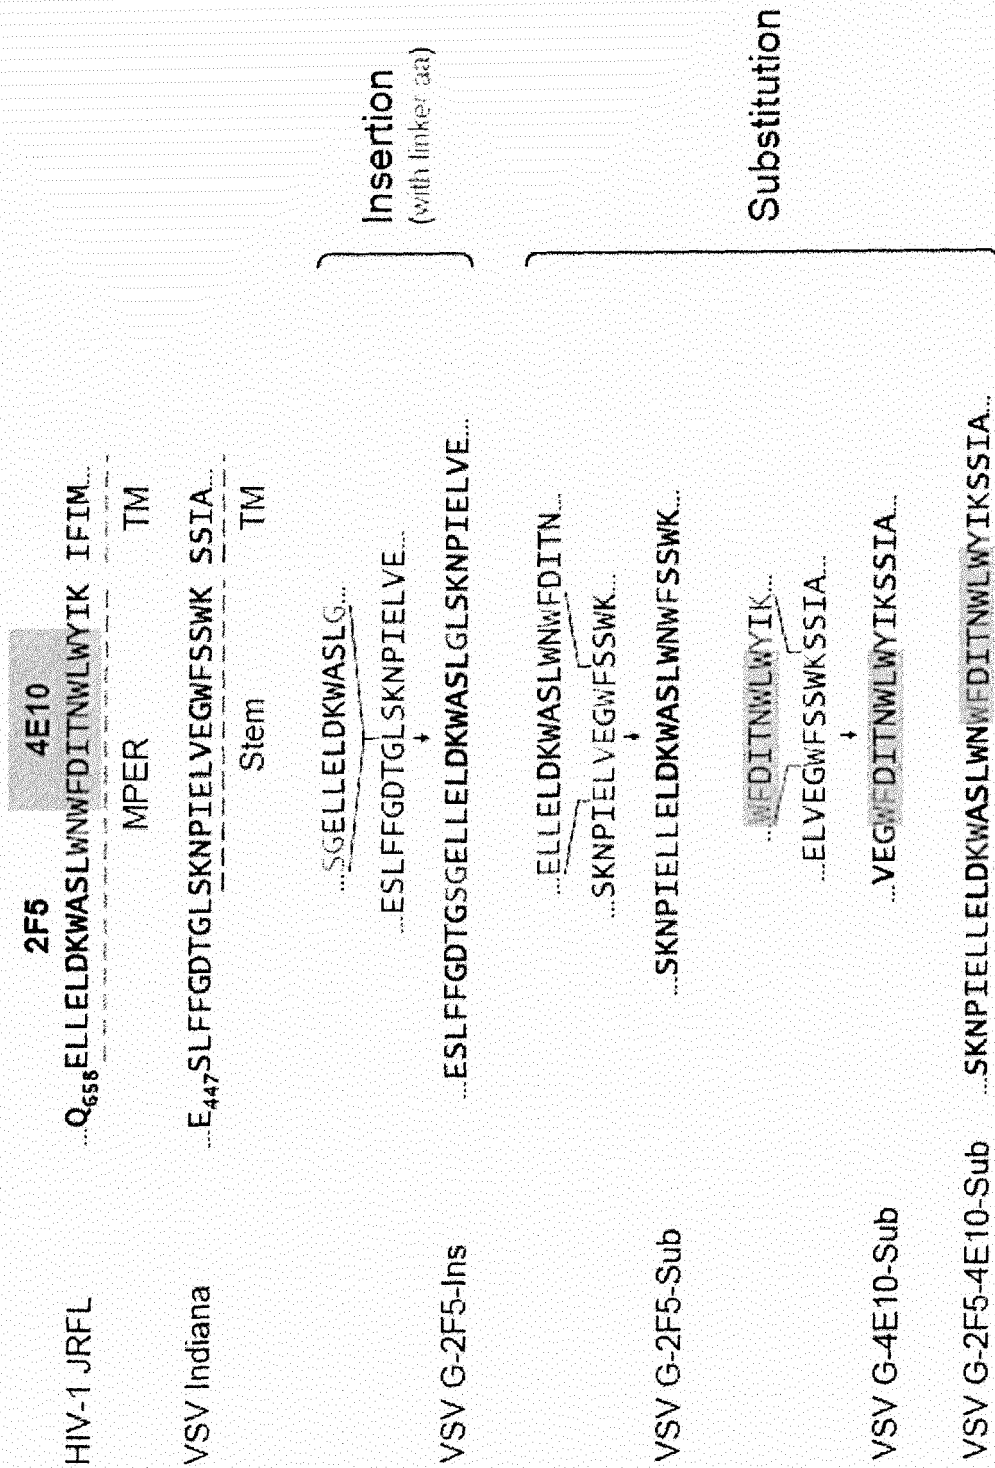 2F5 4E10
HIV-1 JRFL ...Q658ELLELDKWASLWNWFDITNWLWYIK IFIM...
MPER TM
VSV Indiana ...E447SLFFGDTGLSKNPIELVEGWFSSWK SSIA...
Stem TM
...SGELLELDKWASLG...
...ESLFFGDTGLSKNPIELVE...
VSV G-2F5-Ins ...ESLFFGDTGSGELLELDKWASLGLSKNPIELVE...
Insertion
(with linker aa)
...ELLELDKWASLWNWFDITN...
...SKNPIELVEGWFSSWK...
VSV G-2F5-Sub ...SKNPIELLELDKWASLWNWFSSWK...
...WFDITNWLWYIK...
...ELVEGWFSSWKSSIA...
VSV G-4E10-Sub ...VEGWFDITNWLWYIKSSIA...
VSV G-2F5-4E10-Sub ...SKNPIELLELDKWASLWNWFDITNWLWYIKSSIA...
Substitution